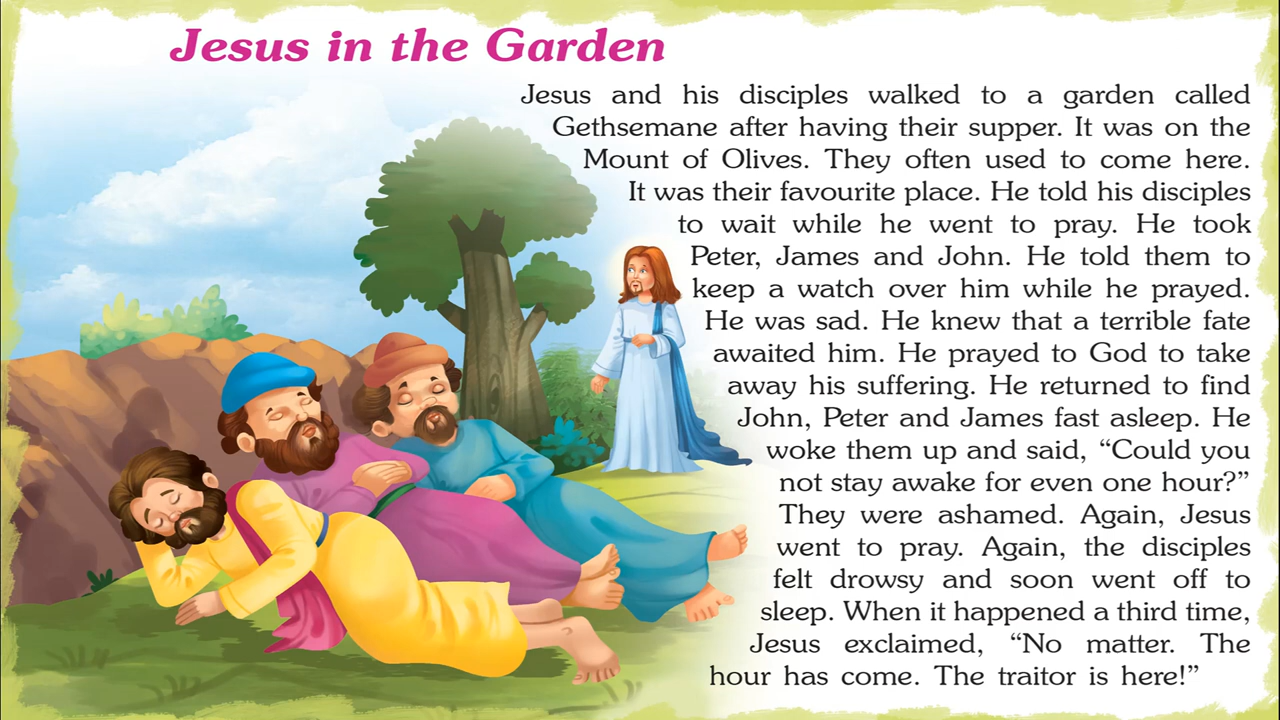 Jesus in the Garden
Jesus and his disciples walked to a garden called
Gethsemane after having their supper. It was on the
Mount of Olives. They often used to come here.
It was their favourite place. He told his disciples
to wait while he went to pray. He took
Peter, James and John. He told them to
keep a watch over him while he prayed.
He was sad. He knew that a terrible fate
awaited him. He prayed to God to take
away his suffering. He returned to find
John, Peter and James fast asleep. He
woke them up and said, “Could you
not stay awake for even one hour?”
They were ashamed. Again, Jesus
went to pray. Again, the disciples
felt drowsy and soon went off to
sleep. When it happened a third time,
Jesus exclaimed, “No matter. The
hour has come. The traitor is here!”